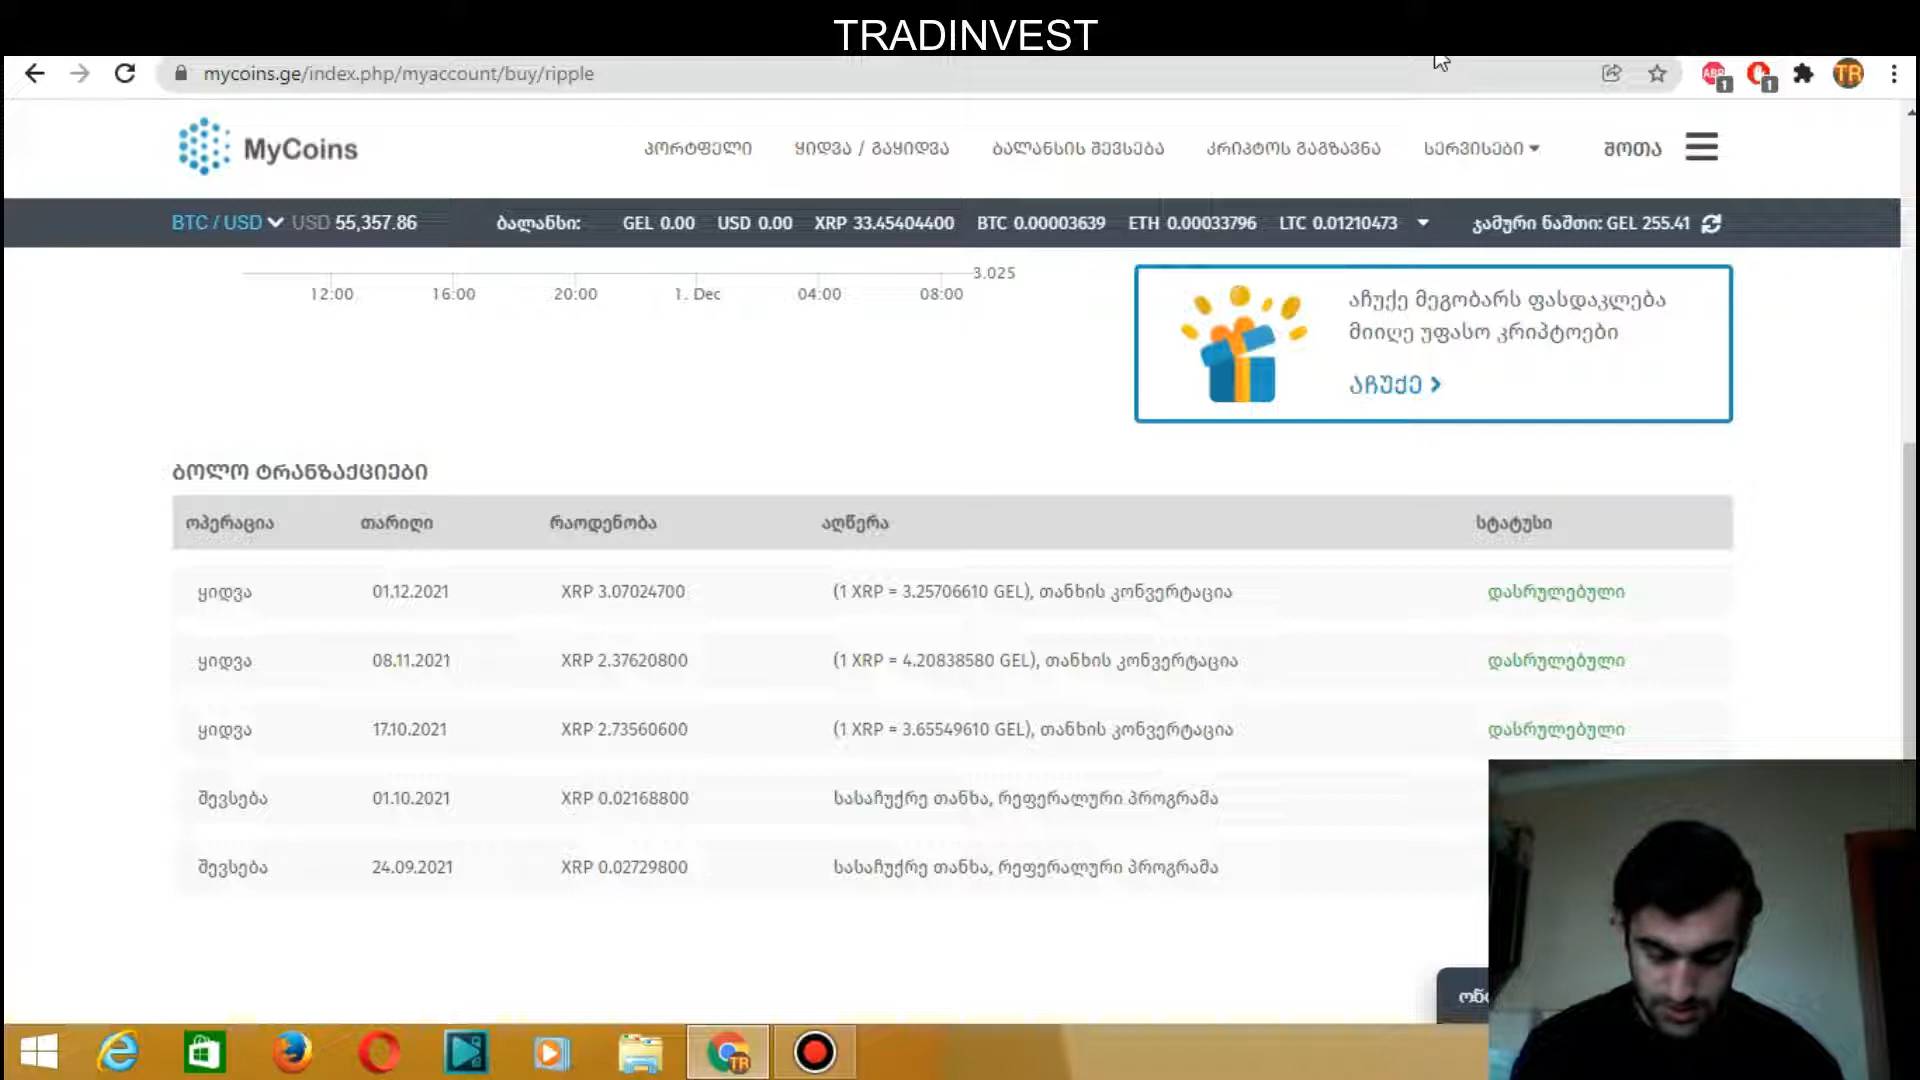 TRADINVEST
mycoins.ge/index.php/myaccount/buy/ripple
ABP 1 1 TR
MyCoins
პორტფელი ყიდვა / გაყიდვა ბალანსის შევსება კრიპტოს გაგზავნა სერვისები შოთა
BTC / USD USD 55,357.86 ბალანსი: GEL 0.00 USD 0.00 XRP 33.45404400 BTC 0.00003639 ETH 0.00033796 LTC 0.01210473 ჯამური ნაშთი: GEL 255.41
3.025
12:00 16:00 20:00 1. Dec 04:00 08:00
აჩუქე მეგობარს ფასდაკლება
მიიღე უფასო კრიპტოები
აჩუქე
ბოლო ტრანზაქციები
ოპერაცია თარიღი რაოდენობა აღწერა სტატუსი
ყიდვა 01.12.2021 XRP 3.07024700 (1 XRP = 3.25706610 GEL), თანხის კონვერტაცია დასრულებული
ყიდვა 08.11.2021 XRP 2.37620800 (1 XRP = 4.20838580 GEL), თანხის კონვერტაცია დასრულებული
ყიდვა 17.10.2021 XRP 2.73560600 (1 XRP = 3.65549610 GEL), თანხის კონვერტაცია დასრულებული
შევსება 01.10.2021 XRP 0.02168800 სასაჩუქრე თანხა, რეფერალური პროგრამა
შევსება 24.09.2021 XRP 0.02729800 სასაჩუქრე თანხა, რეფერალური პროგრამა
TR